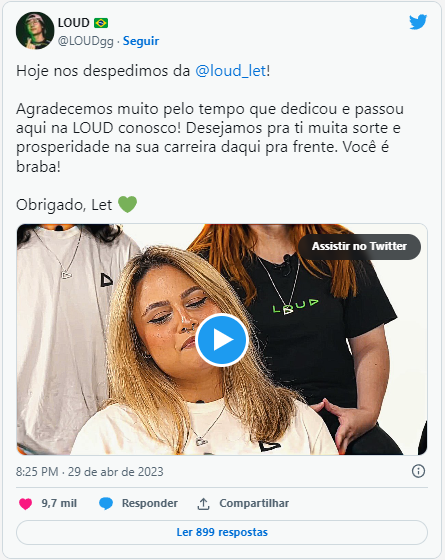 LOUD 🇧🇷
@LOUDgg · Seguir
Hoje nos despedimos da @loud_let!
Agradecemos muito pelo tempo que dedicou e passou
aqui na LOUD conosco! Desejamos pra ti muita sorte e
prosperidade na sua carreira daqui pra frente. Você é
braba!
Obrigado, Let 💚
Assistir no Twitter
LOUD
8:25 PM · 29 de abr de 2023
9,7 mil Responder Compartilhar
Ler 899 respostas